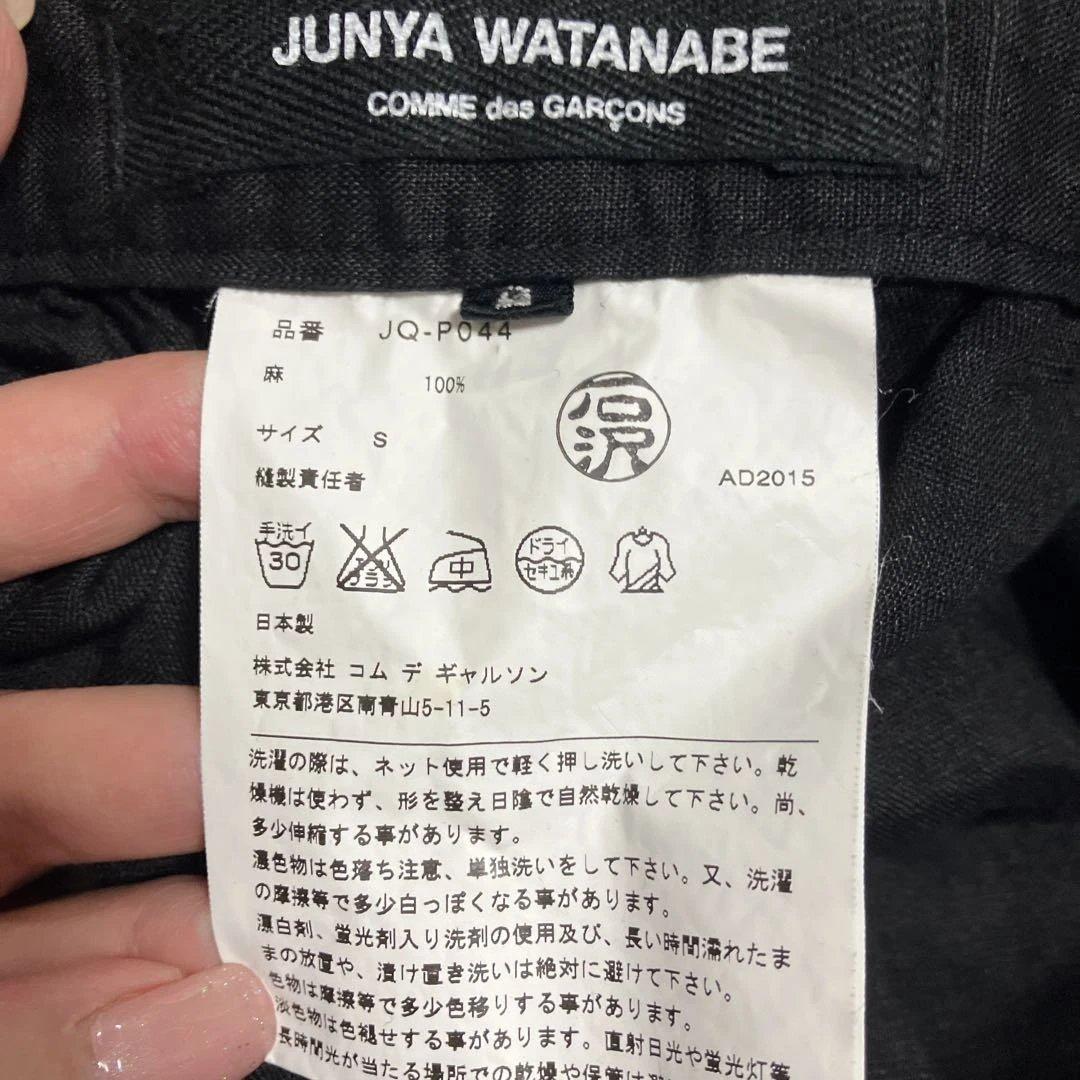 JUNYA WATANABE
COMME des GARÇONS
S
品番 JQ-P044
麻 100%
サイズ S
縫製責任者 石沢 AD2015
手洗イ
30
エンソ
サラシ
中
ドライ
セキユ系
日本製
株式会社 コム デ ギャルソン
東京都港区南青山5-11-5
洗濯の際は、ネット使用で軽く押し洗いして下さい。乾
燥機は使わず、形を整え日陰で自然乾燥して下さい。尚、
多少伸縮する事があります。
濃色物は色落ち注意、単独洗いをして下さい。又、洗濯
の摩擦等で多少白っぽくなる事があります。
漂白剤、蛍光剤入り洗剤の使用及び、長い時間濡れたま
まの放置や、漬け置き洗いは絶対に避けて下さい。
色物は摩擦等で多少色移りする事があります。
淡色物は色褪せする事があります。直射日光や蛍光灯等
長時間光が当たる場所での乾燥や保管は